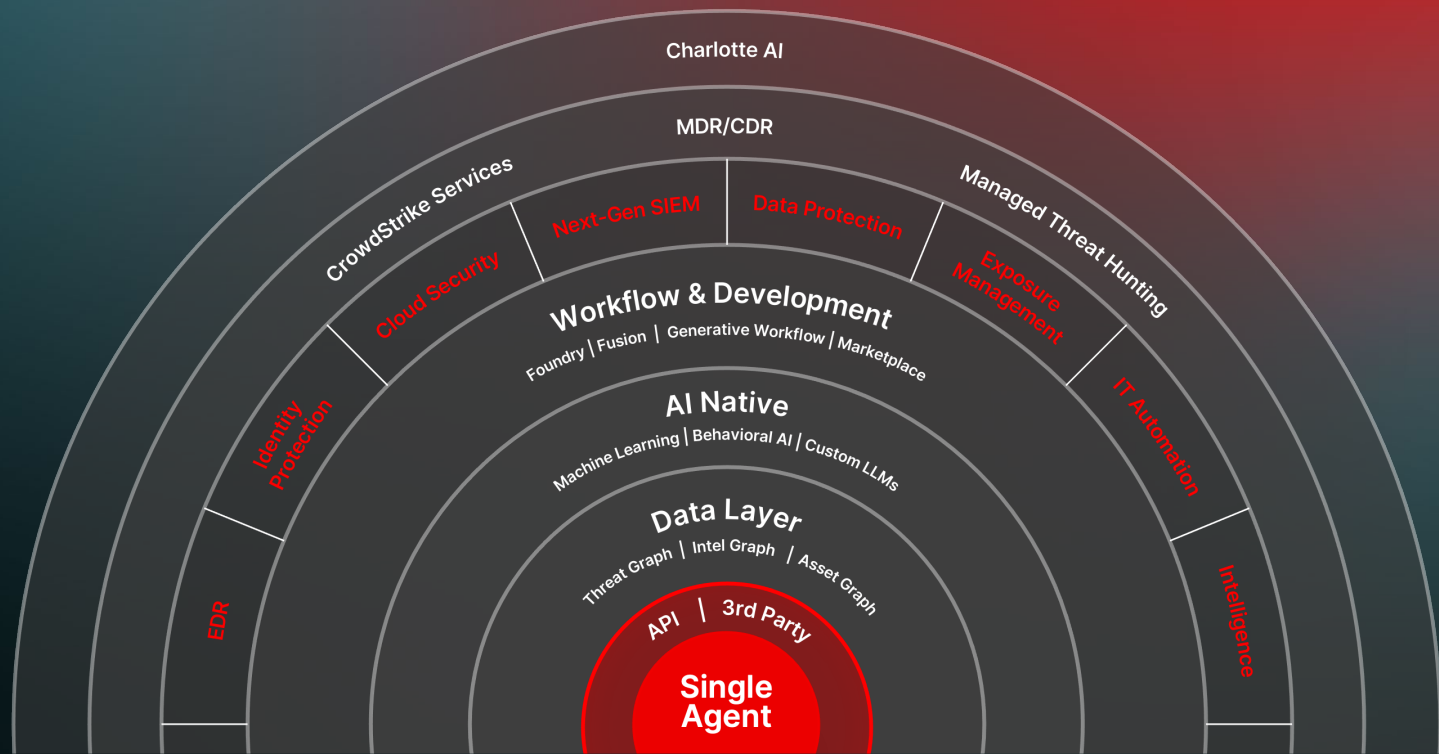 Charlotte AI
MDR/CDR
CrowdStrike Services
Managed Threat Hunting
EDR
Identity
Protection
Cloud Security
Next-Gen SIEM
Data Protection
Exposure
Management
IT Automation
Intelligence
Workflow & Development
Foundry | Fusion | Generative Workflow | Marketplace
AI Native
Machine Learning | Behavioral AI | Custom LLMs
Data Layer
Threat Graph | Intel Graph | Asset Graph
API | 3rd Party
Single
Agent